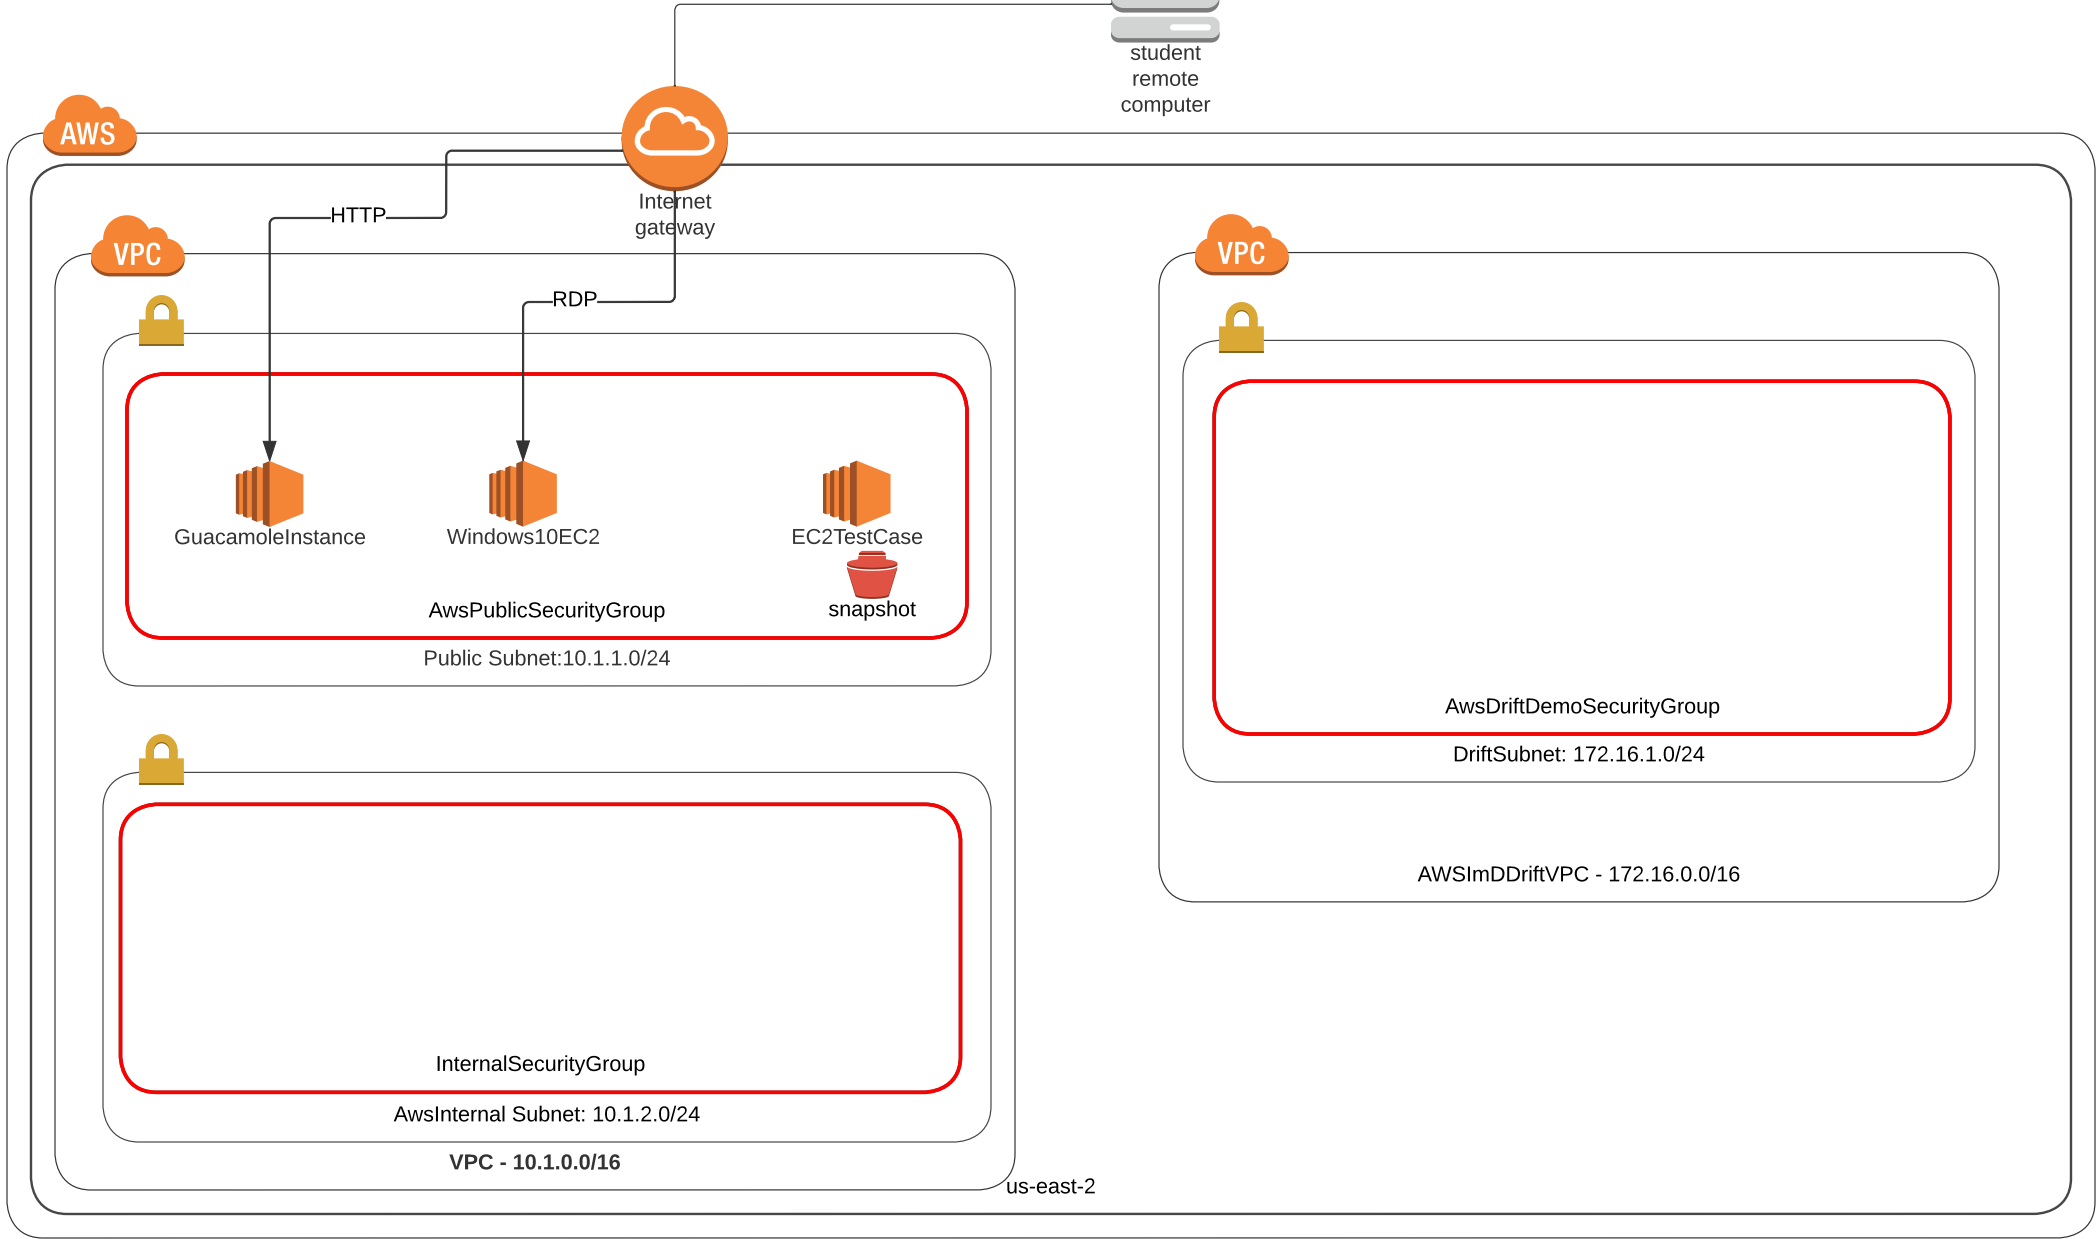 student
remote
computer
AWS
Internet
gateway
HTTP
VPC
VPC
RDP
GuacamoleInstance
Windows10EC2
EC2TestCase
snapshot
AwsPublicSecurityGroup
Public Subnet:10.1.1.0/24
AwsDriftDemoSecurityGroup
DriftSubnet: 172.16.1.0/24
AWSImDDriftVPC - 172.16.0.0/16
InternalSecurityGroup
AwsInternal Subnet: 10.1.2.0/24
VPC - 10.1.0.0/16
us-east-2